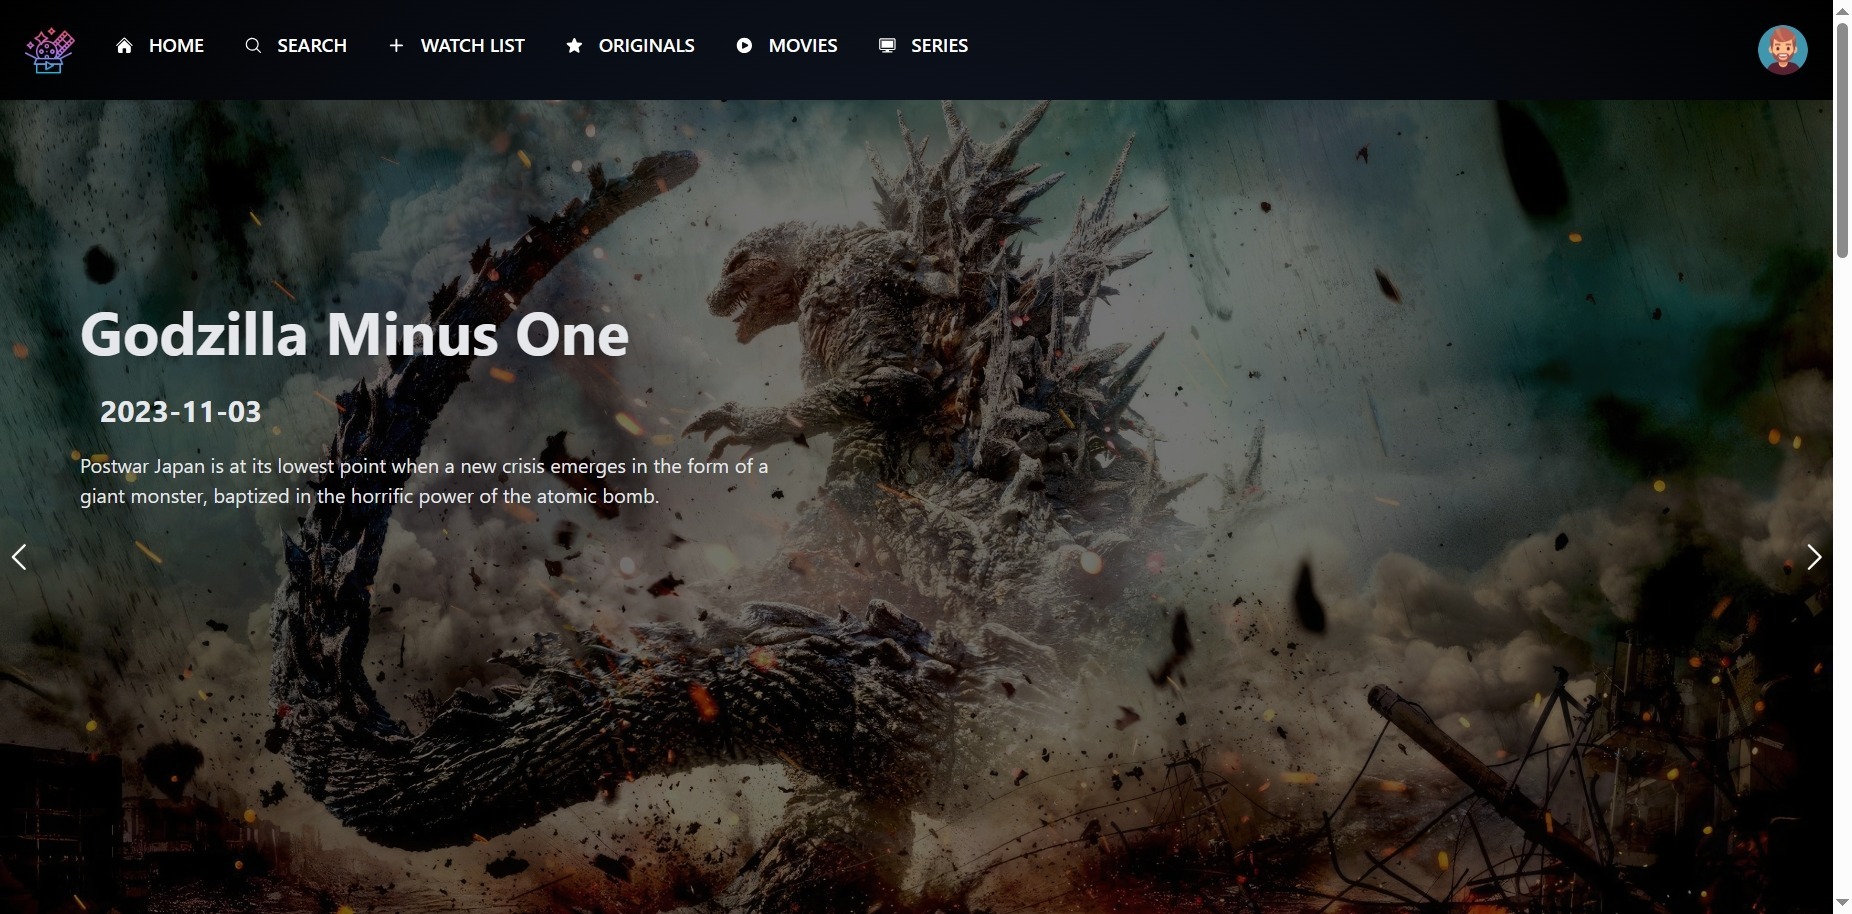 HOME
SEARCH
WATCH LIST
ORIGINALS
MOVIES
SERIES
Godzilla Minus One
2023-11-03
Postwar Japan is at its lowest point when a new crisis emerges in the form of a
giant monster, baptized in the horrific power of the atomic bomb.